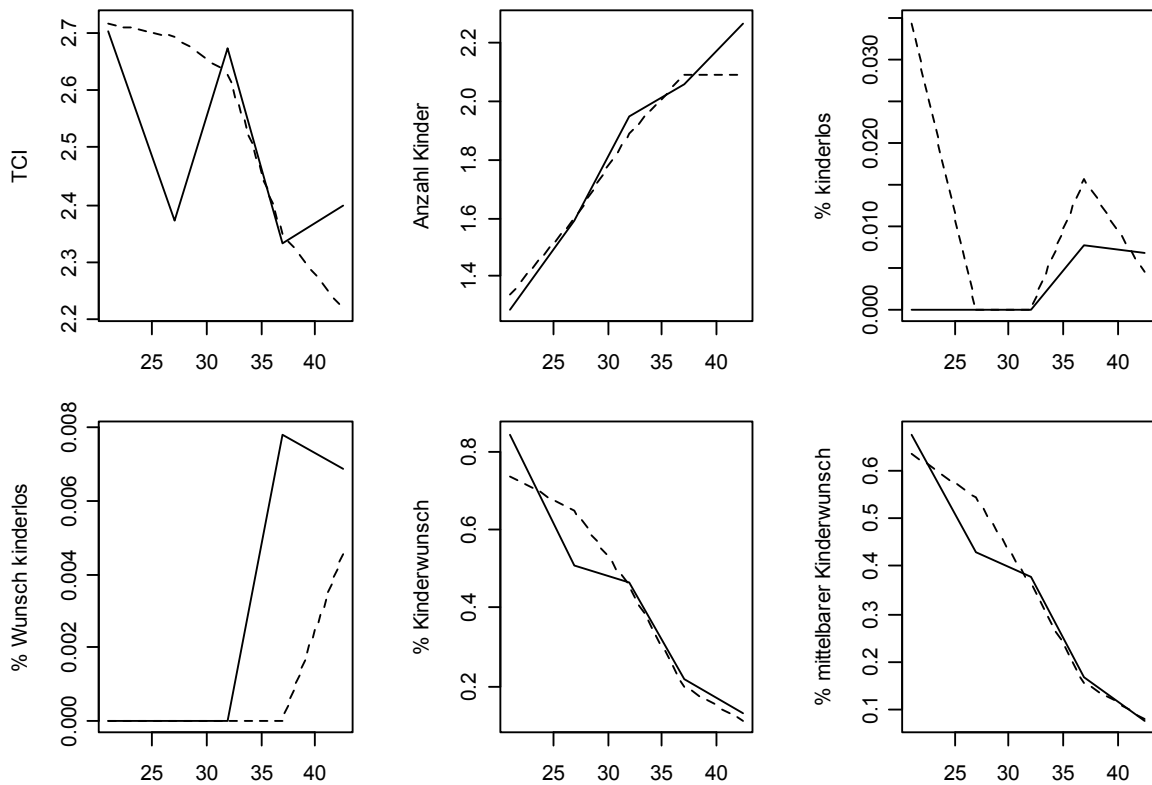 TCI
2.7
2.6
2.5
2.4
2.3
2.2
25 30 35 40
Anzahl Kinder
2.2
2.0
1.8
1.6
1.4
25 30 35 40
% kinderlos
0.030
0.020
0.010
0.000
25 30 35 40
% Wunsch kinderlos
0.008
0.006
0.004
0.002
0.000
25 30 35 40
% Kinderwunsch
0.8
0.6
0.4
0.2
25 30 35 40
% mittelbarer Kinderwunsch
0.6
0.5
0.4
0.3
0.2
0.1
25 30 35 40